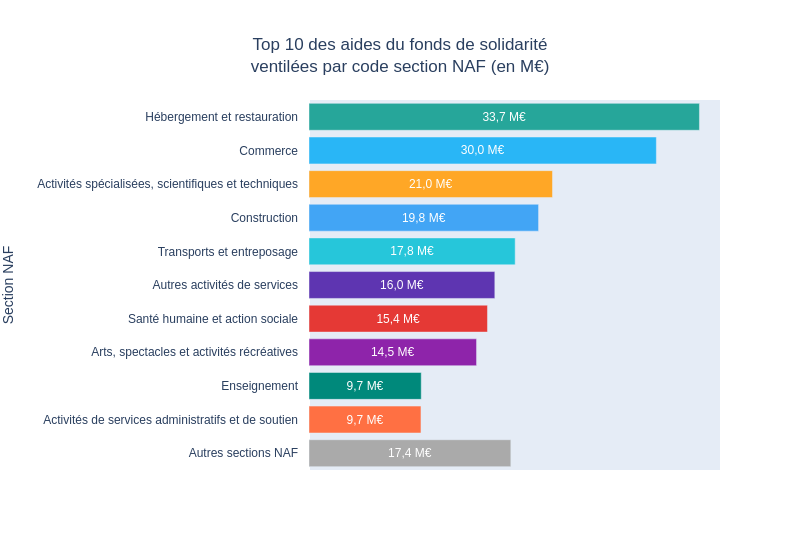 Top 10 des aides du fonds de solidarité
ventilées par code section NAF (en M€)
Section NAF
Hébergement et restauration 33,7 M€
Commerce 30,0 M€
Activités spécialisées, scientifiques et techniques 21,0 M€
Construction 19,8 M€
Transports et entreposage 17,8 M€
Autres activités de services 16,0 M€
Santé humaine et action sociale 15,4 M€
Arts, spectacles et activités récréatives 14,5 M€
Enseignement 9,7 M€
Activités de services administratifs et de soutien 9,7 M€
Autres sections NAF 17,4 M€